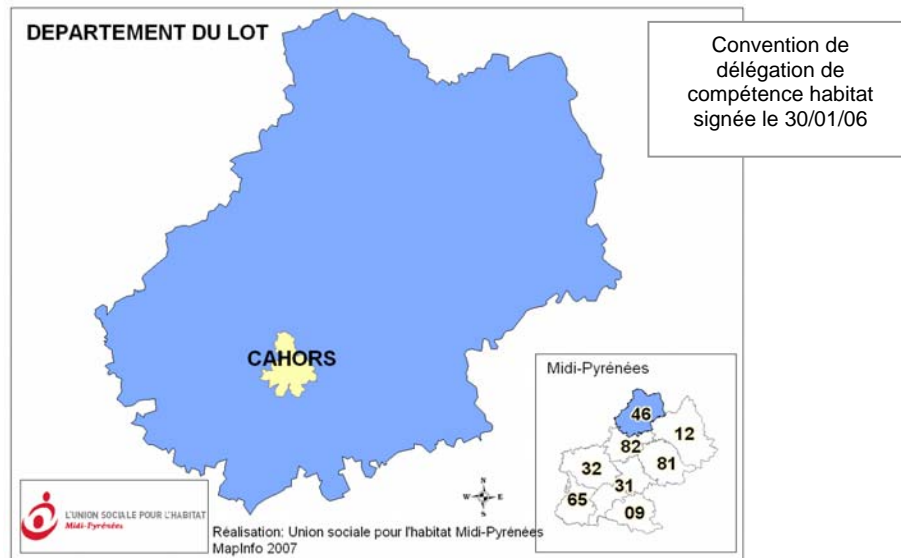 DEPARTEMENT DU LOT
Convention de
délégation de
compétence habitat
signée le 30/01/06
CAHORS
Midi-Pyrénées
46
12
82
32
81
31
65
09
N
W E
S
L'UNION SOCIALE POUR L'HABITAT
Midi-Pyrénées
Réalisation: Union sociale pour l'habitat Midi-Pyrénées
MapInfo 2007